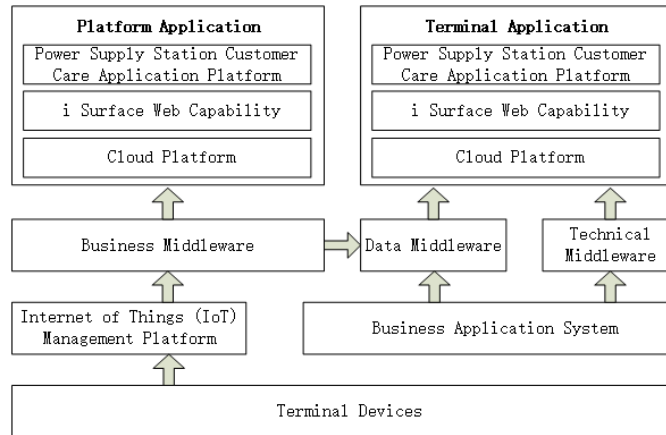 Platform Application
Power Supply Station Customer
Care Application Platform
i Surface Web Capability
Cloud Platform
Terminal Application
Power Supply Station Customer
Care Application Platform
i Surface Web Capability
Cloud Platform
Business Middleware
Data Middleware
Technical
Middleware
Internet of Things (IoT)
Management Platform
Business Application System
Terminal Devices